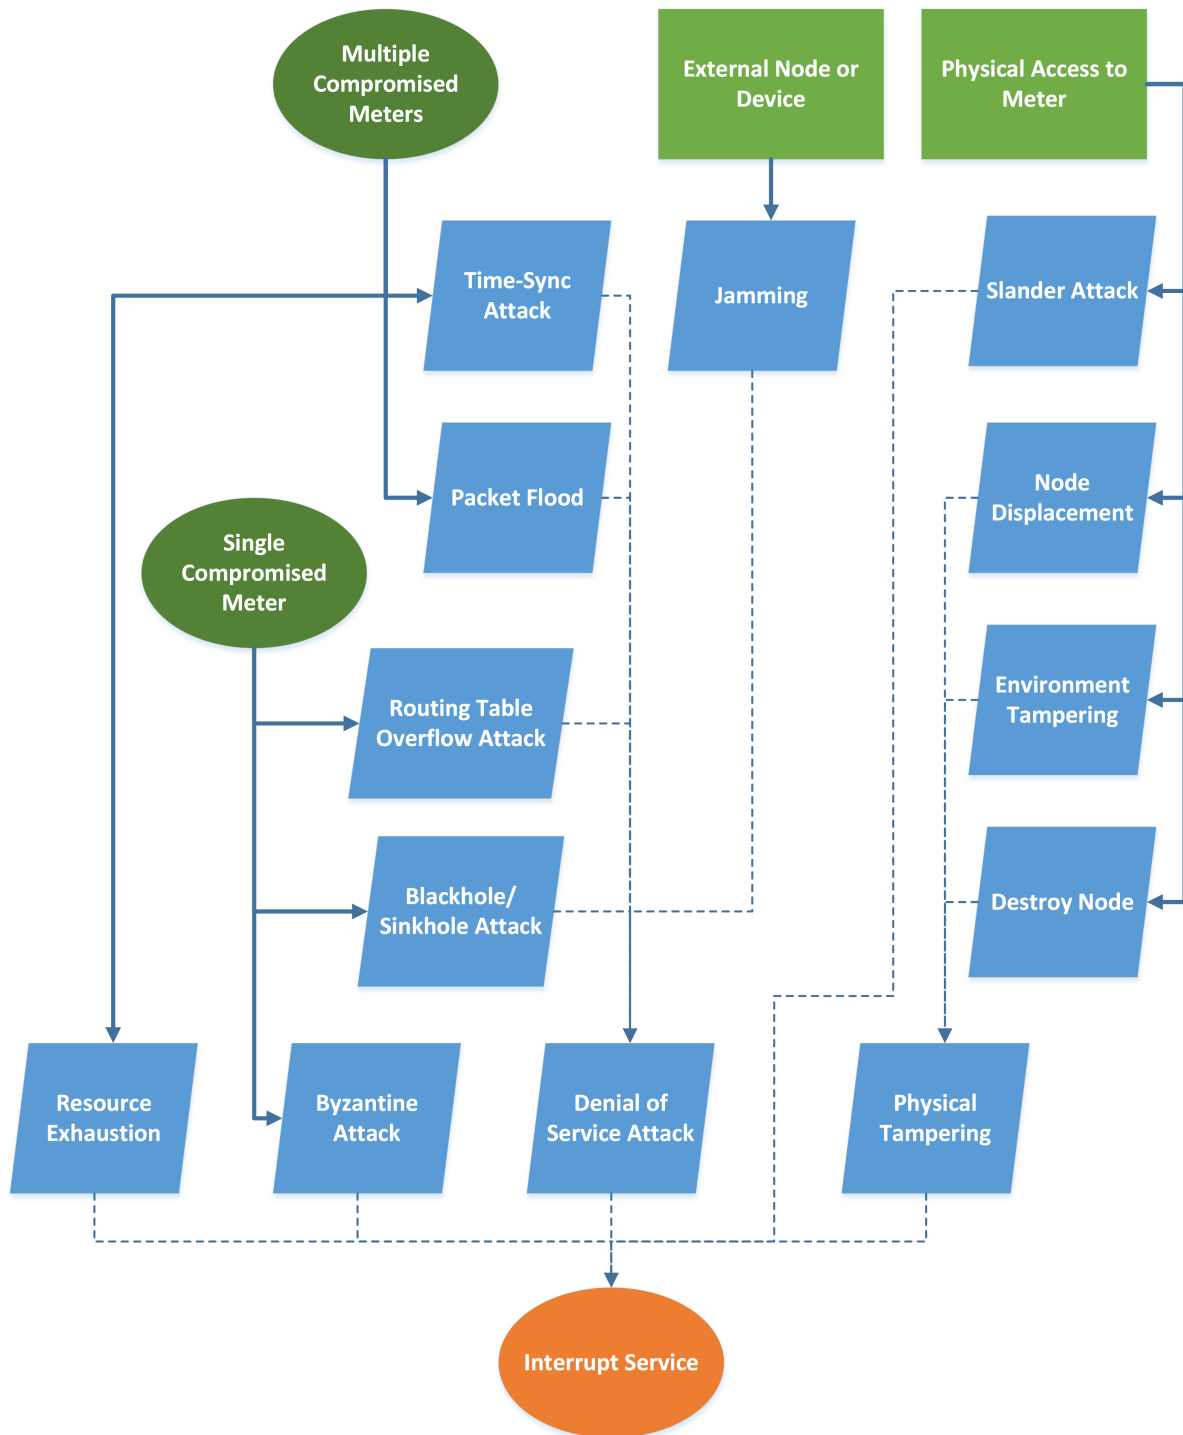 Multiple
Compromised
Meters
External Node or
Device
Physical Access to
Meter
Time-Sync
Attack
Jamming
Slander Attack
Packet Flood
Node
Displacement
Single
Compromised
Meter
Routing Table
Overflow Attack
Environment
Tampering
Blackhole/
Sinkhole Attack
Destroy Node
Resource
Exhaustion
Byzantine
Attack
Denial of
Service Attack
Physical
Tampering
Interrupt Service